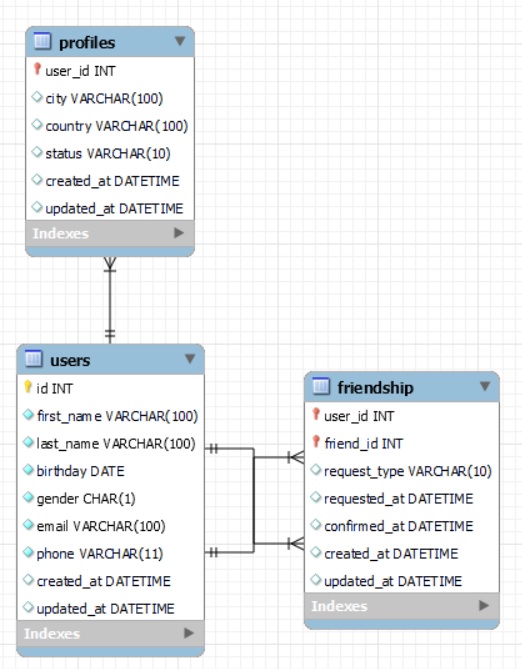 profiles
user_id INT
city VARCHAR(100)
country VARCHAR(100)
status VARCHAR(10)
created_at DATETIME
updated_at DATETIME
Indexes
users
id INT
first_name VARCHAR(100)
last_name VARCHAR(100)
birthday DATE
gender CHAR(1)
email VARCHAR(100)
phone VARCHAR(11)
created_at DATETIME
updated_at DATETIME
Indexes
friendship
user_id INT
friend_id INT
request_type VARCHAR(10)
requested_at DATETIME
confirmed_at DATETIME
created_at DATETIME
updated_at DATETIME
Indexes